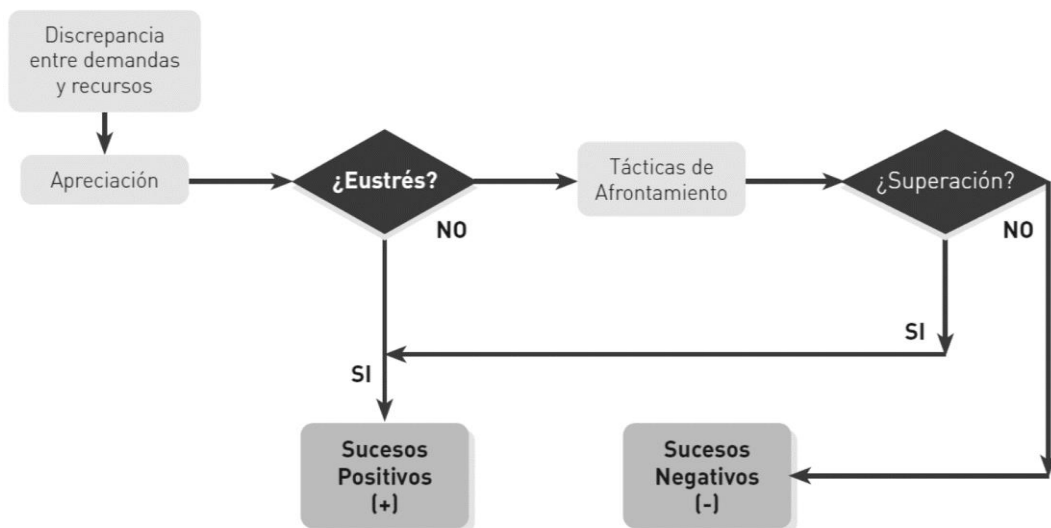 Discrepancia
entre demandas
y recursos
Apreciación
¿Eustrés?
NO
Tácticas de
Afrontamiento
¿Superación?
NO
SI
SI
Sucesos
Positivos
(+)
Sucesos
Negativos
(-)